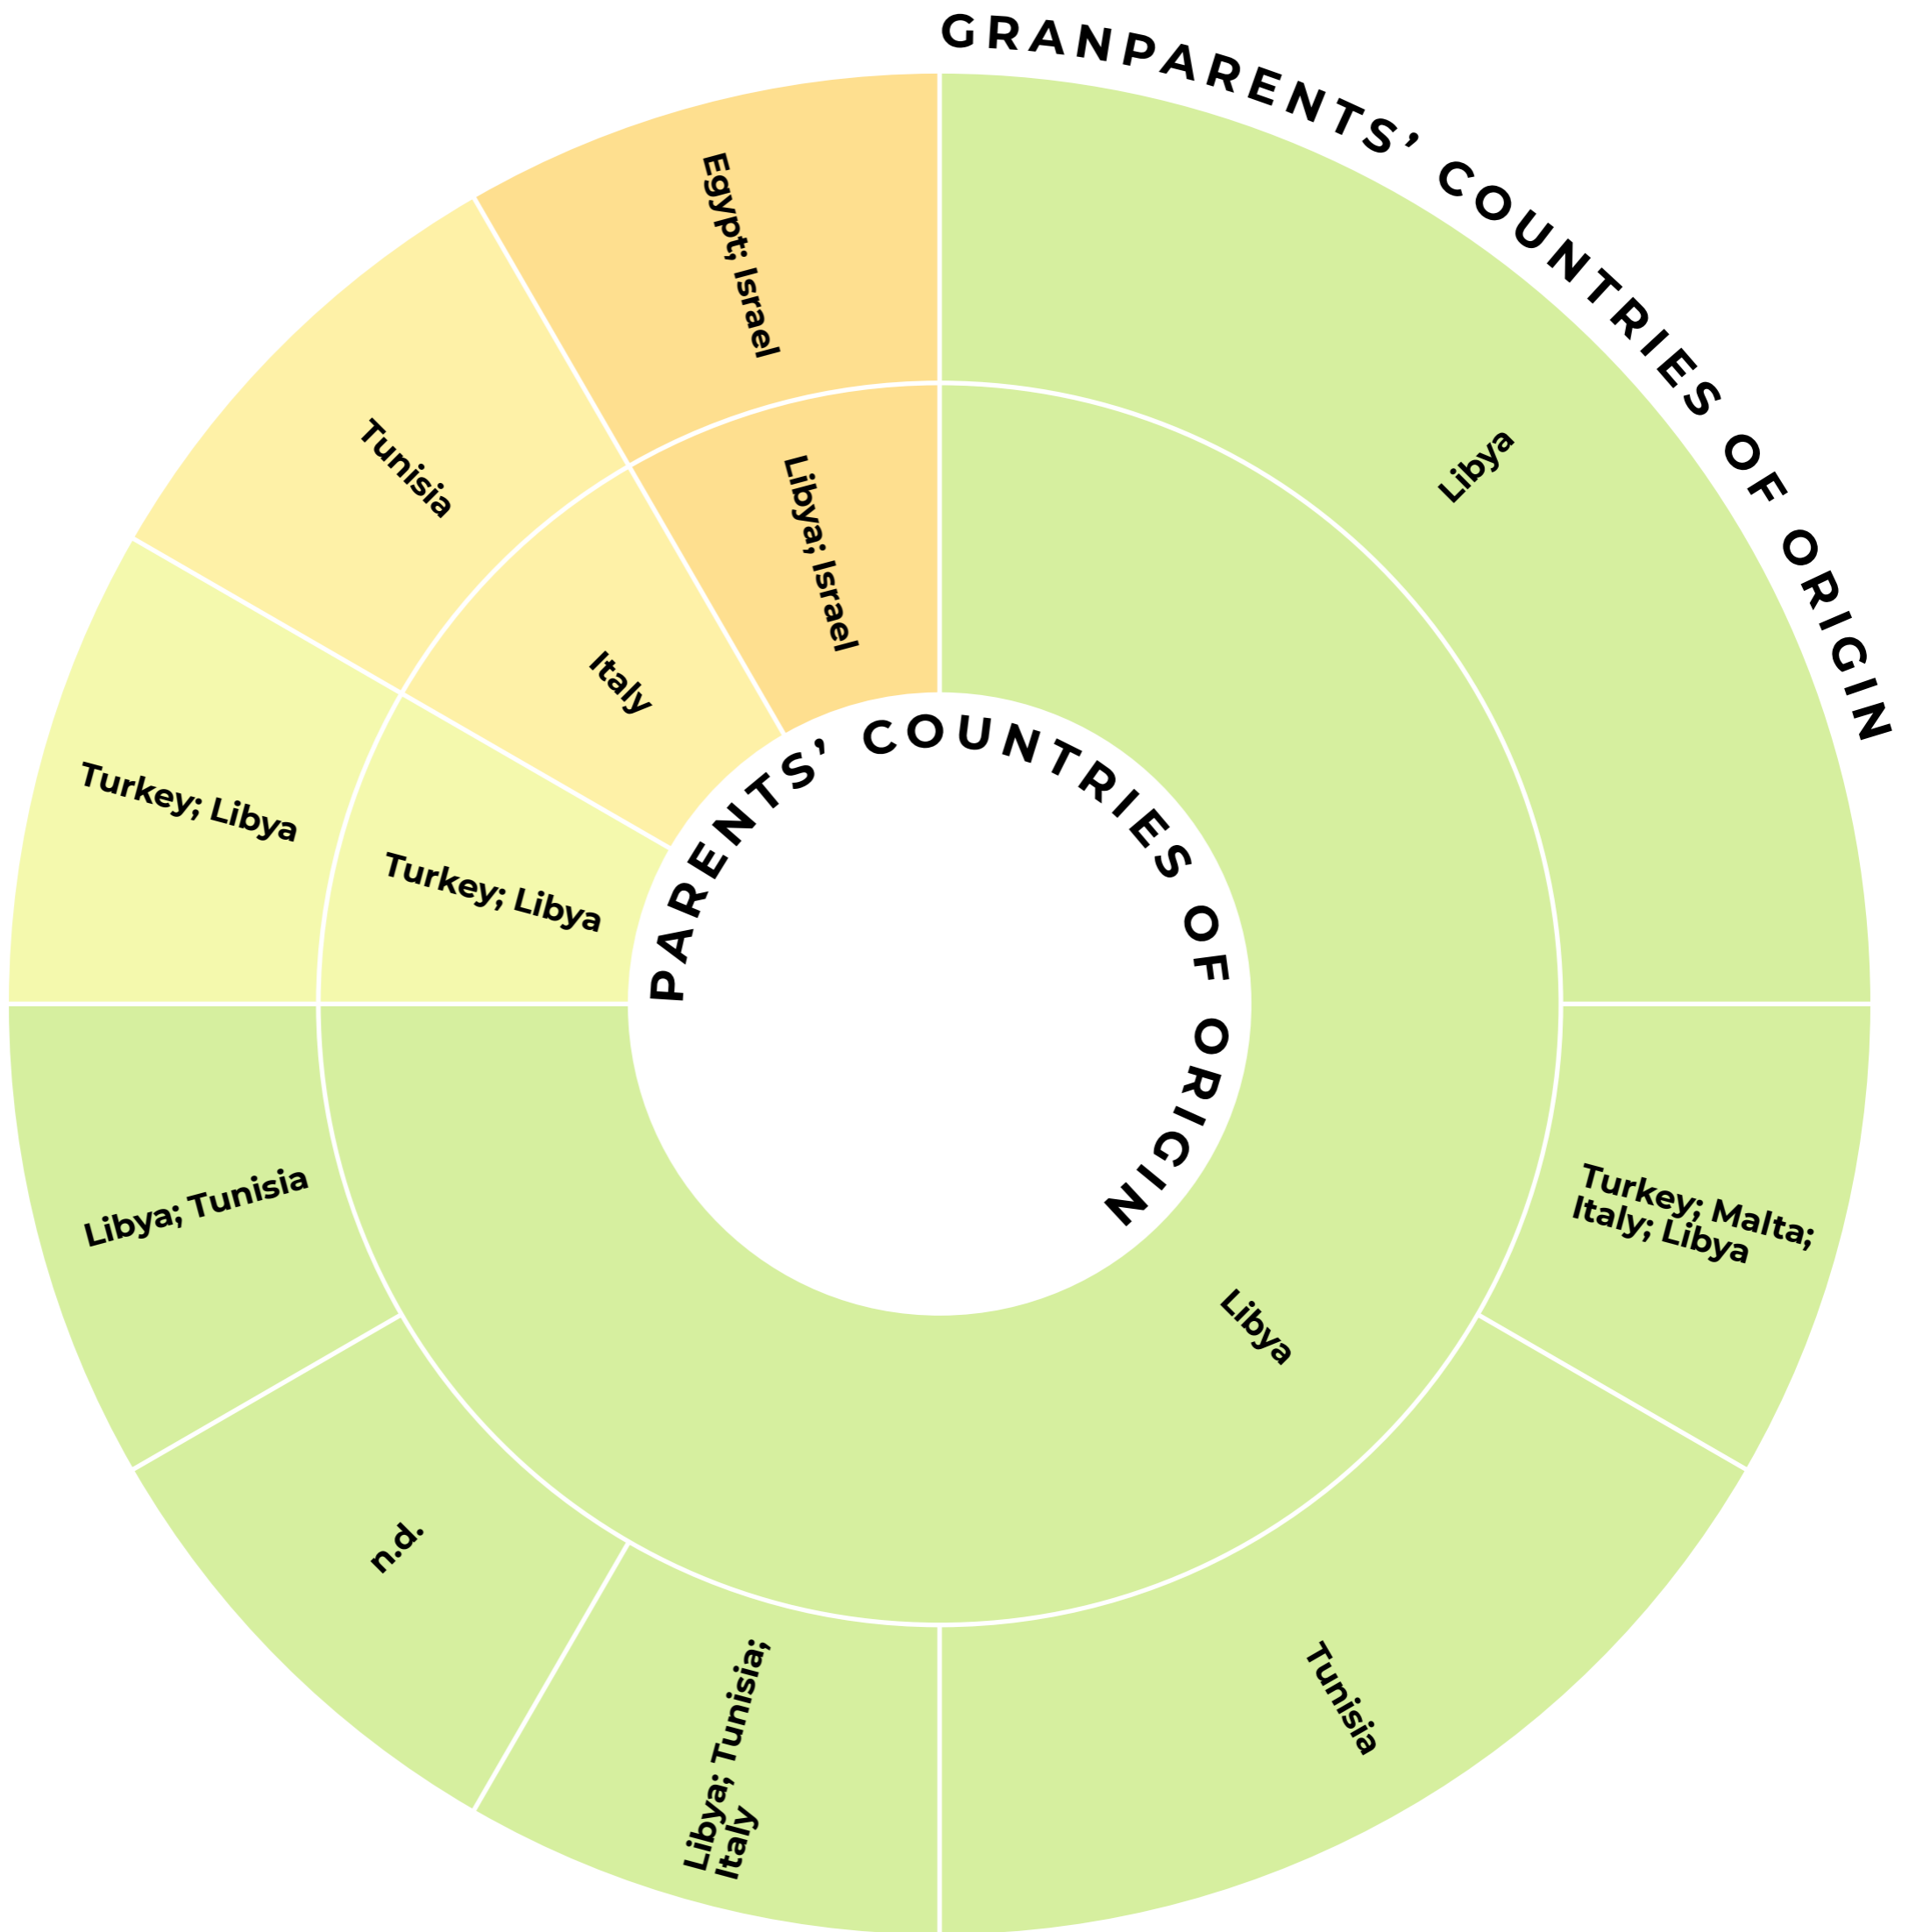 GRANPARENTS’ COUNTRIES OF ORIGIN
Libya
Turkey; Malta;
Italy; Libya
Tunisia
Libya; Tunisia;
Italy
n.d.
Libya; Tunisia
Turkey; Libya
Tunisia
Egypt; Israel
PARENTS’ COUNTRIES OF ORIGIN
Libya
Turkey; Libya
Italy
Libya; Israel